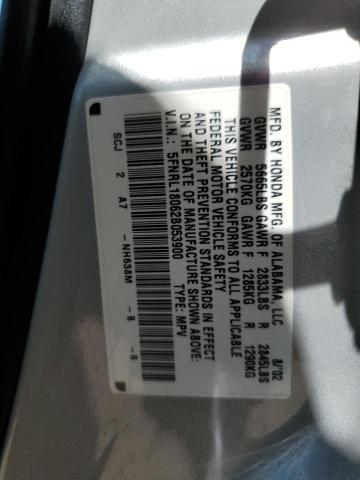 MFD. BY HONDA MFG. OF ALABAMA, LLC 8/'02
GVWR 5665LBS GAWR F 2833LBS R 2845LBS
GVWR 2570KG GAWR F 1285KG R 1290KG
THIS VEHICLE CONFORMS TO ALL APPLICABLE
FEDERAL MOTOR VEHICLE SAFETY
AND THEFT PREVENTION STANDARDS IN EFFECT
ON THE DATE OF MANUFACTURE SHOWN ABOVE:
V.I.N.: 5FNRL18062B053900 TYPE: MPV
SCJ 2 A7 -NH638M -B -B